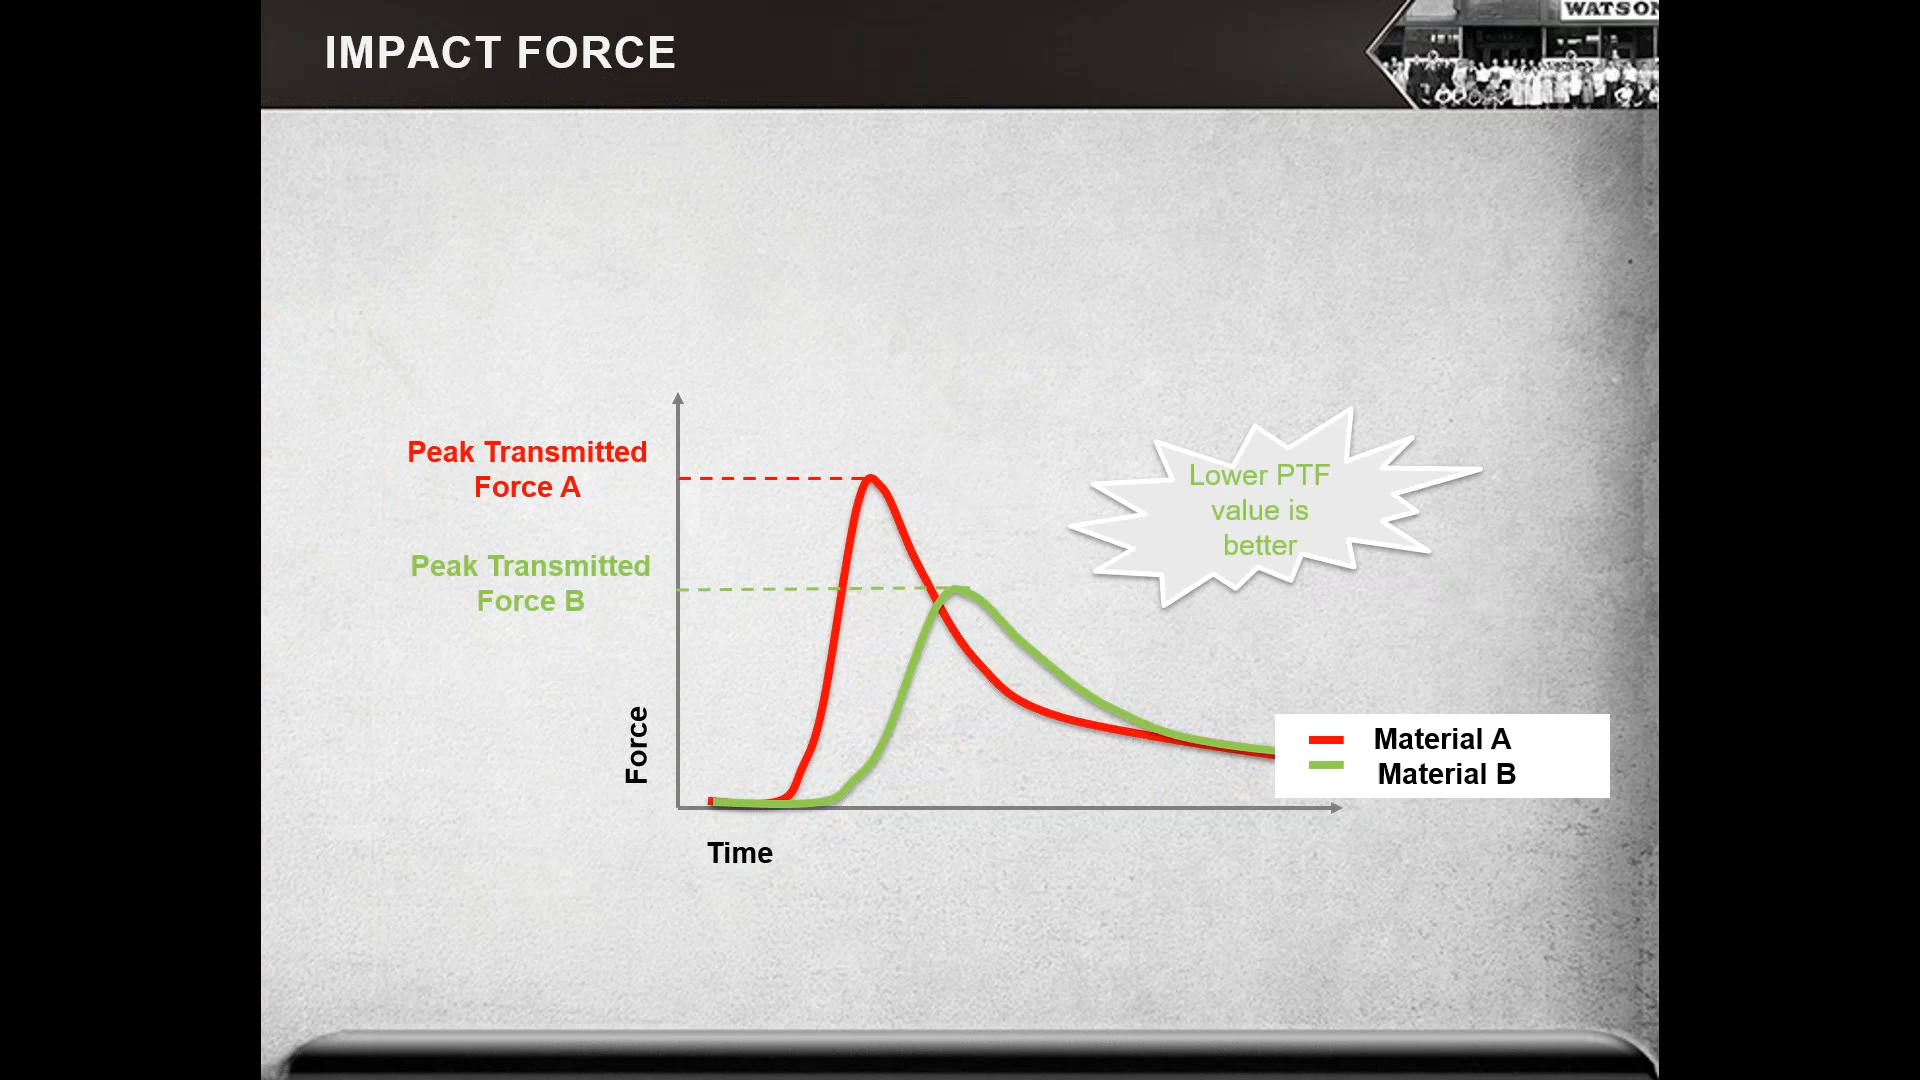 IMPACT FORCE
WATSON
Peak Transmitted
Force A
Peak Transmitted
Force B
Lower PTF
value is
better
Force
Material A
Material B
Time